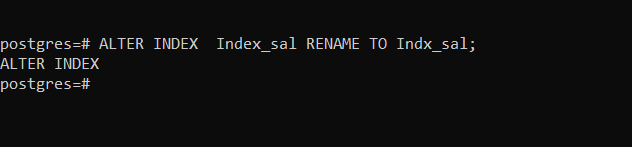 postgres=# ALTER INDEX  Index_sal RENAME TO Indx_sal;
ALTER INDEX
postgres=#